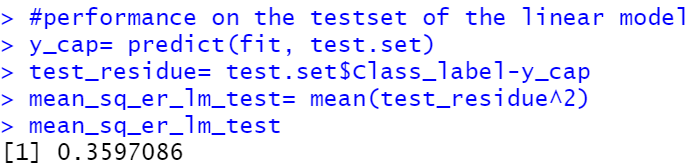 > #performance on the testset of the linear model
> y_cap= predict(fit, test.set)
> test_residue= test.set$Class_label-y_cap
> mean_sq_er_lm_test= mean(test_residue^2)
> mean_sq_er_lm_test
[1] 0.3597086